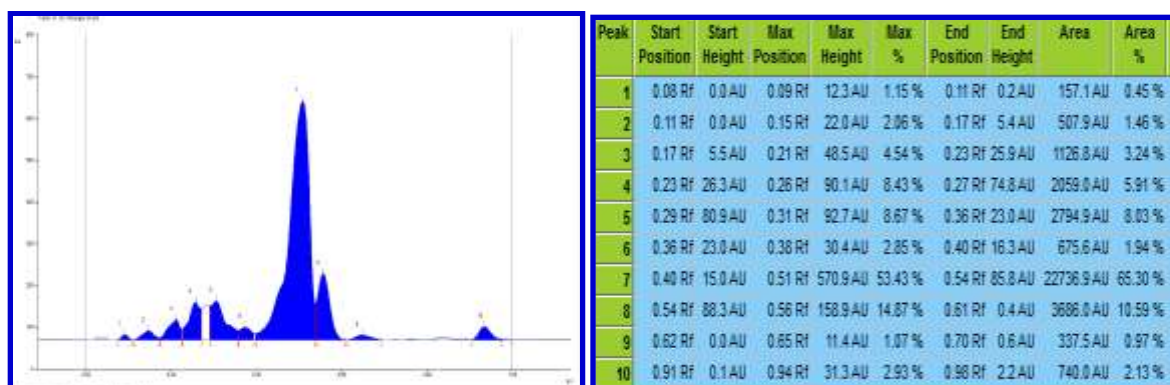 Peak Start Position Start Height Max Position Max Height Max % End Position End Height Area Area %
1 0.08 Rf 0.0 AU 0.09 Rf 12.3 AU 1.15 % 0.11 Rf 0.2 AU 157.1 AU 0.45 %
2 0.11 Rf 0.0 AU 0.15 Rf 22.0 AU 2.06 % 0.17 Rf 5.4 AU 507.9 AU 1.46 %
3 0.17 Rf 5.5 AU 0.21 Rf 48.5 AU 4.54 % 0.23 Rf 25.9 AU 1126.8 AU 3.24 %
4 0.23 Rf 26.3 AU 0.26 Rf 90.1 AU 8.43 % 0.27 Rf 74.8 AU 2059.0 AU 5.91 %
5 0.29 Rf 80.9 AU 0.31 Rf 92.7 AU 8.67 % 0.36 Rf 23.0 AU 2794.9 AU 8.03 %
6 0.36 Rf 23.0 AU 0.38 Rf 30.4 AU 2.85 % 0.40 Rf 16.3 AU 675.6 AU 1.94 %
7 0.40 Rf 15.0 AU 0.51 Rf 570.9 AU 53.43 % 0.54 Rf 85.8 AU 22736.9 AU 65.30 %
8 0.54 Rf 88.3 AU 0.56 Rf 158.9 AU 14.87 % 0.61 Rf 0.4 AU 3686.0 AU 10.59 %
9 0.62 Rf 0.0 AU 0.65 Rf 11.4 AU 1.07 % 0.70 Rf 0.6 AU 337.5 AU 0.97 %
10 0.91 Rf 0.1 AU 0.94 Rf 31.3 AU 2.93 % 0.96 Rf 2.2 AU 740.0 AU 2.13 %